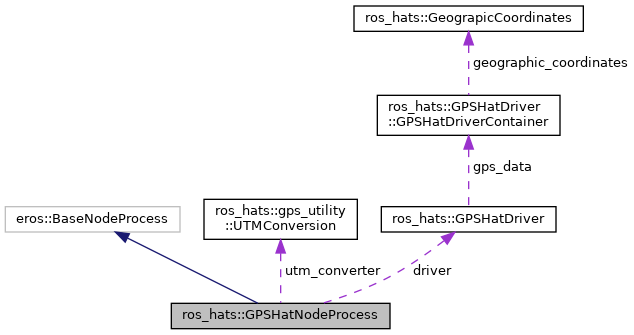 ros_hats::GeograpicCoordinates
geographic_coordinates
ros_hats::GPSHatDriver
::GPSHatDriverContainer
gps_data
eros::BaseNodeProcess
ros_hats::gps_utility
::UTMConversion
ros_hats::GPSHatDriver
utm_converter
driver
ros_hats::GPSHatNodeProcess